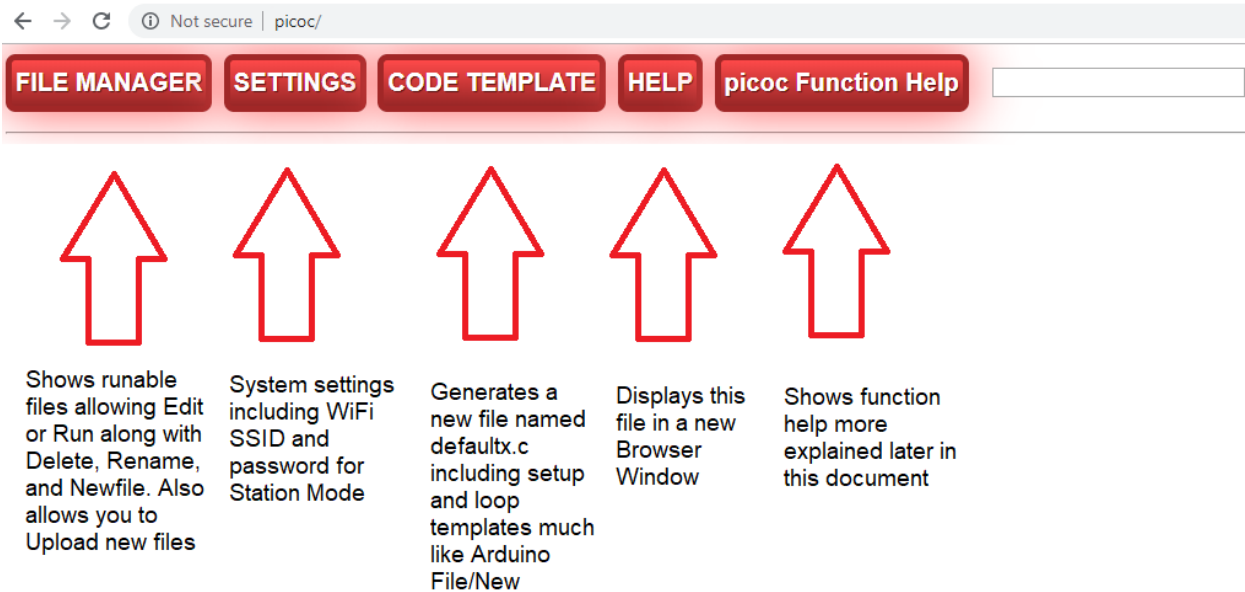 Not secure | picoc/
FILE MANAGER SETTINGS CODE TEMPLATE HELP picoc Function Help
Shows runable
files allowing Edit
or Run along with
Delete, Rename,
and Newfile. Also
allows you to
Upload new files
System settings
including WiFi
SSID and
password for
Station Mode
Generates a
new file named
defaultx.c
including setup
and loop
templates much
like Arduino
File/New
Displays this
file in a new
Browser
Window
Shows function
help more
explained later in
this document